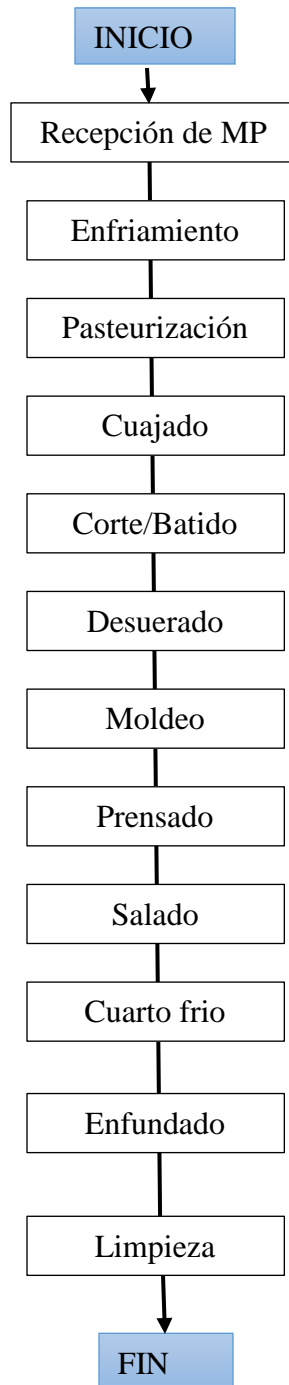 INICIO
Recepción de MP
Enfriamiento
Pasteurización
Cuajado
Corte/Batido
Desuerado
Moldeo
Prensado
Salado
Cuarto frio
Enfundado
Limpieza
FIN